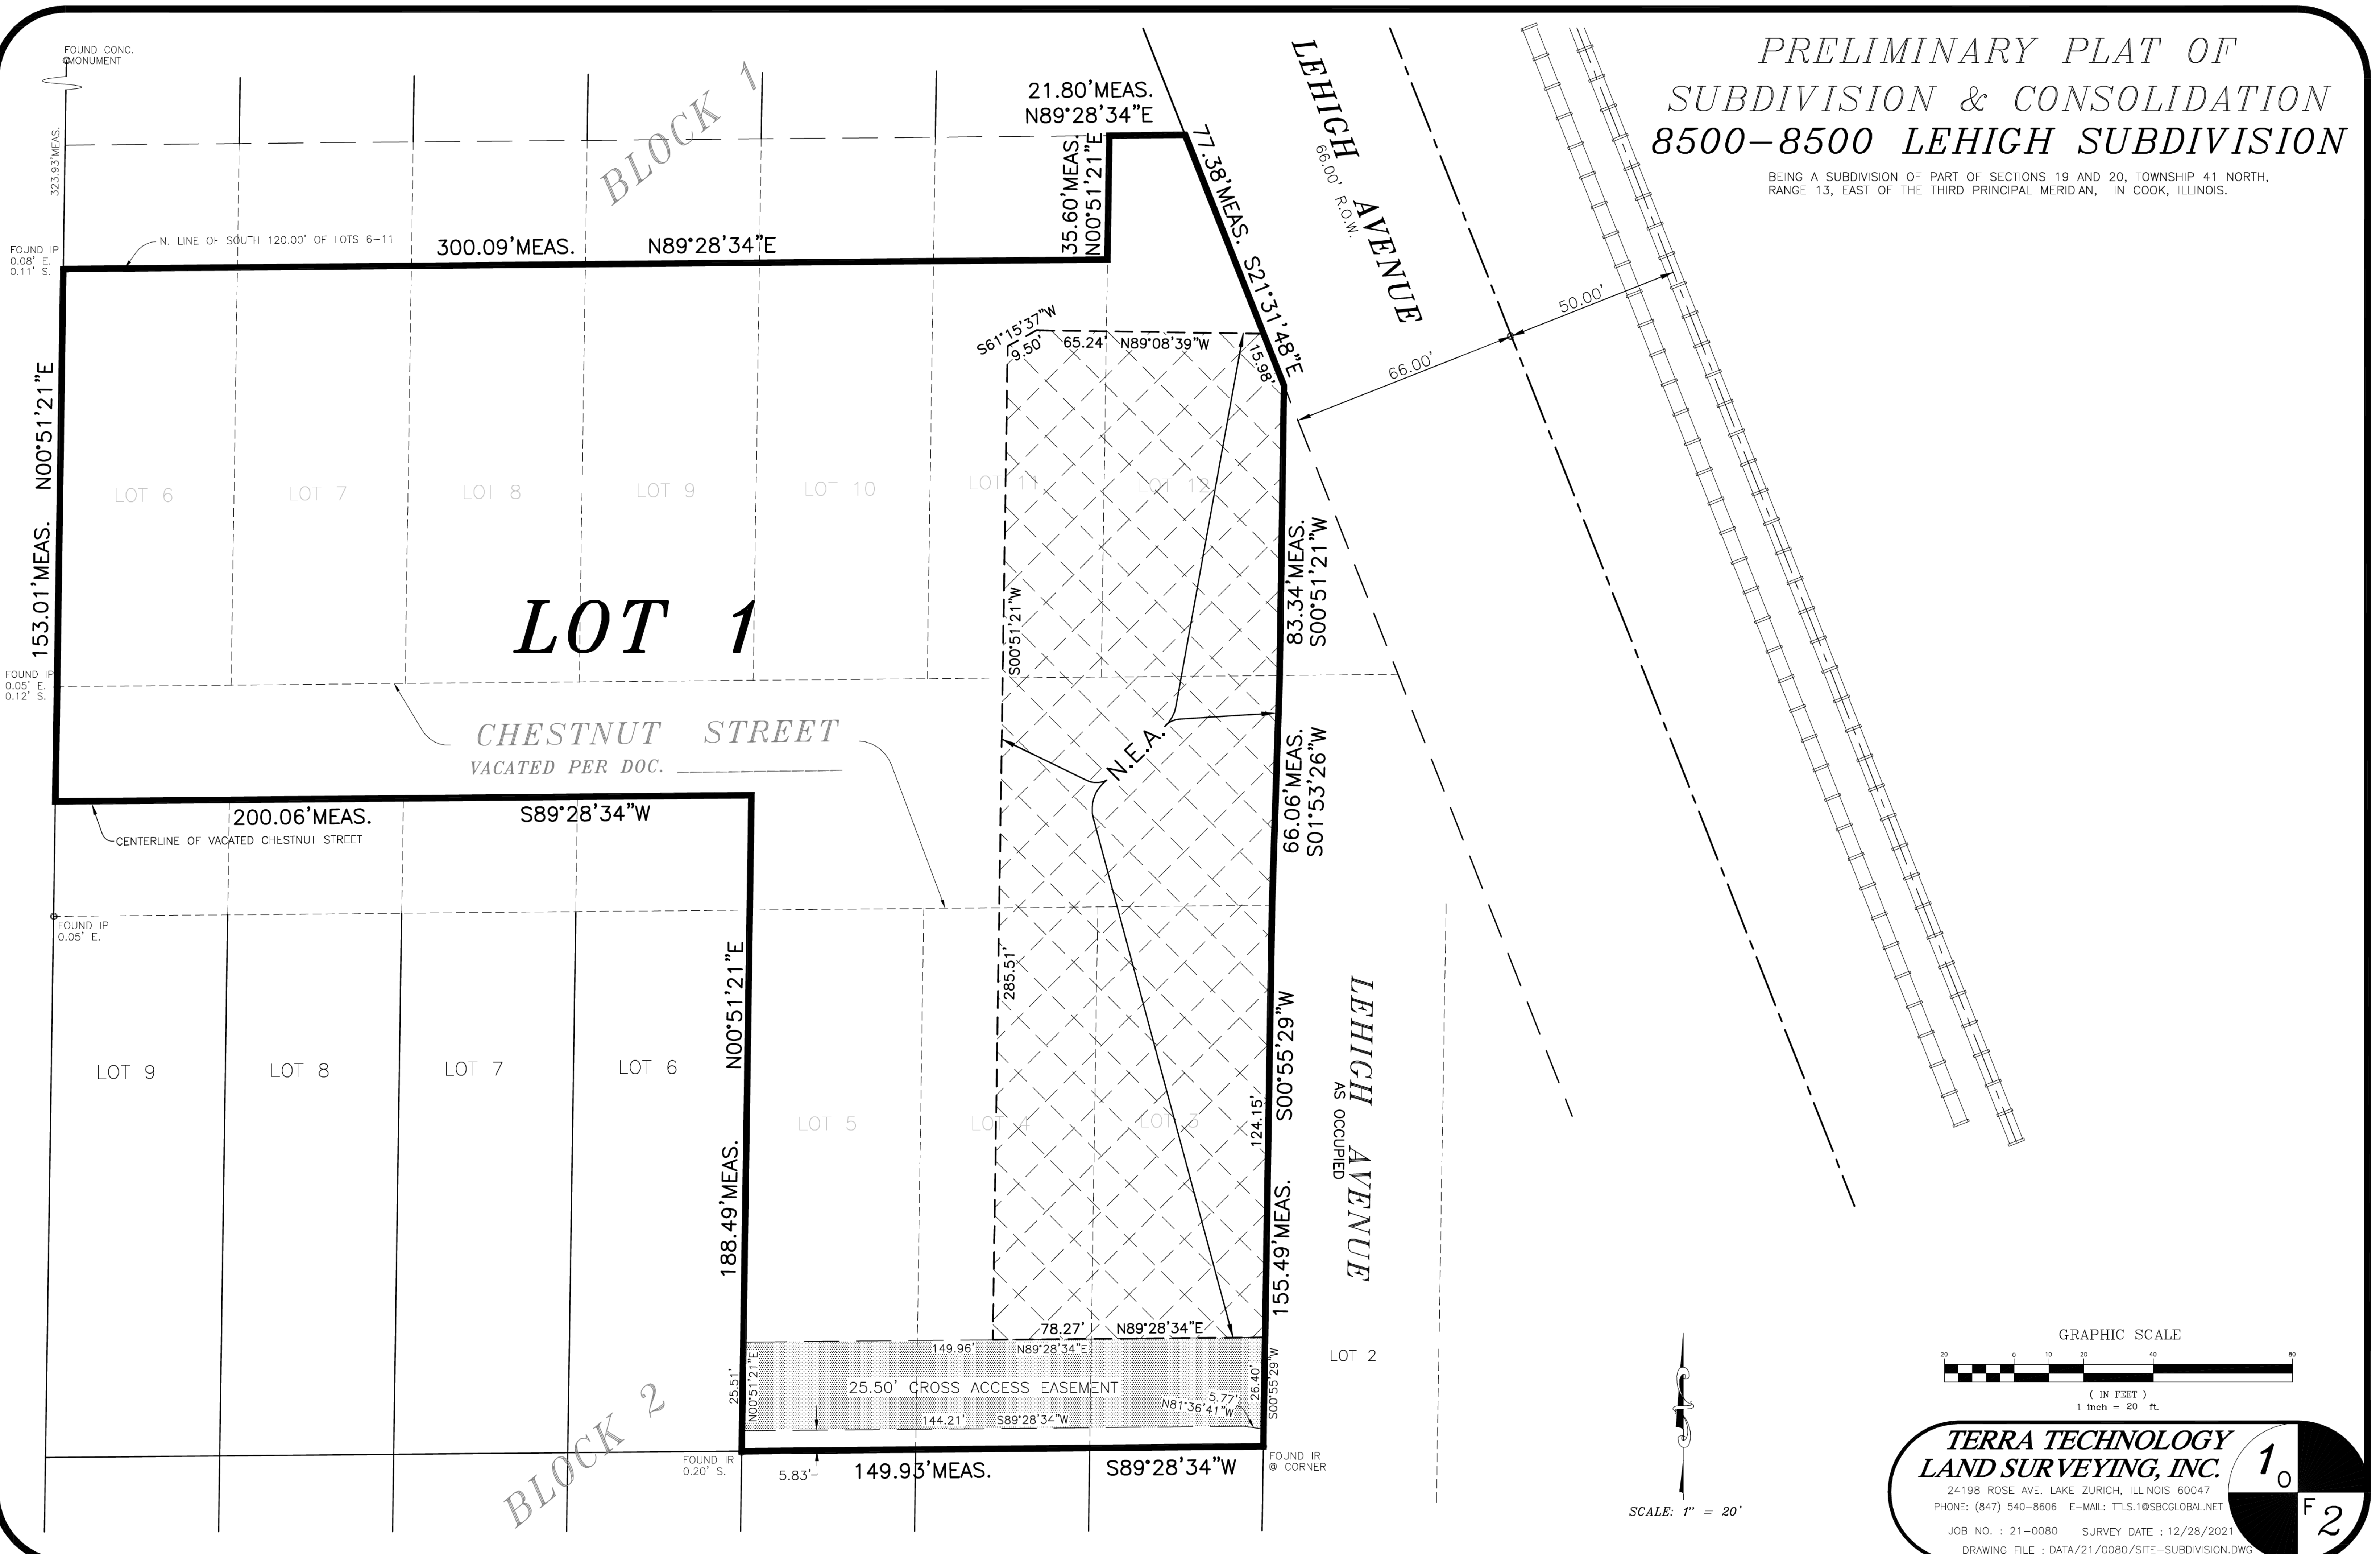 PRELIMINARY PLAT OF
SUBDIVISION & CONSOLIDATION
8500-8500 LEHIGH SUBDIVISION
BEING A SUBDIVISION OF PART OF SECTIONS 19 AND 20, TOWNSHIP 41 NORTH,
RANGE 13, EAST OF THE THIRD PRINCIPAL MERIDIAN, IN COOK, ILLINOIS.
FOUND CONC.
MONUMENT
323.93'MEAS.
BLOCK 1
21.80'MEAS.
N89°28'34"E
35.60'MEAS.
N00°51'21"E
77.38'MEAS. S21°31'48"E
LEHIGH AVENUE
66.00' R.O.W.
50.00'
66.00'
FOUND IP
0.08' E.
0.11' S.
N. LINE OF SOUTH 120.00' OF LOTS 6-11
300.09'MEAS. N89°28'34"E
S61°15'37"W
9.50'
65.24' N89°08'39"W
15.98'
153.01'MEAS. N00°51'21"E
LOT 6
LOT 7
LOT 8
LOT 9
LOT 10
LOT 11
LOT 12
LOT 1
S00°51'21"W
83.34'MEAS.
S00°51'21"W
FOUND IP
0.05' E.
0.12' S.
CHESTNUT STREET
VACATED PER DOC.
N.E.A.
66.06'MEAS.
S01°53'26"W
200.06'MEAS. S89°28'34"W
CENTERLINE OF VACATED CHESTNUT STREET
FOUND IP
0.05' E.
188.49'MEAS. N00°51'21"E
285.51'
155.49'MEAS. S00°55'29"W
124.15'
LEHIGH AVENUE
AS OCCUPIED
LOT 9
LOT 8
LOT 7
LOT 6
LOT 5
LOT 4
LOT 3
78.27' N89°28'34"E
149.96' N89°28'34"E
LOT 2
25.51'
N00°51'21"E
25.50' CROSS ACCESS EASEMENT
5.77'
N81°36'41"W
26.40'
S00°55'29"W
144.21' S89°28'34"W
BLOCK 2
FOUND IR
0.20' S.
5.83'
149.93'MEAS. S89°28'34"W
FOUND IR
@ CORNER
SCALE: 1" = 20'
GRAPHIC SCALE
20 0 10 20 40 80
( IN FEET )
1 inch = 20 ft.
TERRA TECHNOLOGY
LAND SURVEYING, INC.
24198 ROSE AVE. LAKE ZURICH, ILLINOIS 60047
PHONE: (847) 540-8606 E-MAIL: TTLS.1@SBCGLOBAL.NET
JOB NO. : 21-0080 SURVEY DATE : 12/28/2021
DRAWING FILE : DATA/21/0080/SITE-SUBDIVISION.DWG
1 OF 2